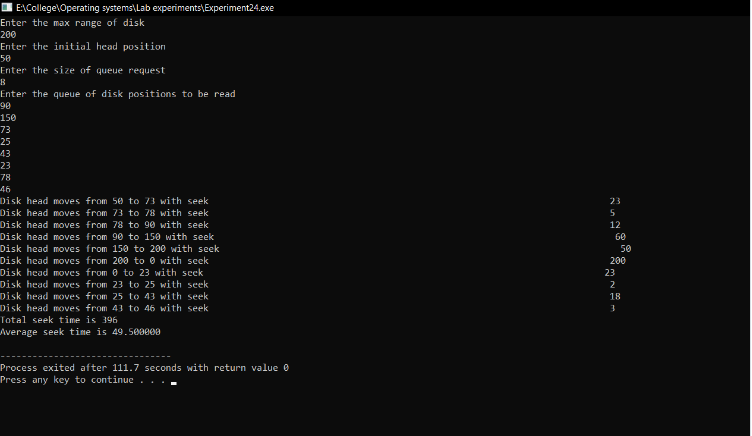 E:\College\Operating systems\Lab experiments\Experiment24.exe
Enter the max range of disk
200
Enter the initial head position
50
Enter the size of queue request
8
Enter the queue of disk positions to be read
90
150
73
25
43
23
78
46
Disk head moves from 50 to 73 with seek 23
Disk head moves from 73 to 78 with seek 5
Disk head moves from 78 to 90 with seek 12
Disk head moves from 90 to 150 with seek 60
Disk head moves from 150 to 200 with seek 50
Disk head moves from 200 to 0 with seek 200
Disk head moves from 0 to 23 with seek 23
Disk head moves from 23 to 25 with seek 2
Disk head moves from 25 to 43 with seek 18
Disk head moves from 43 to 46 with seek 3
Total seek time is 396
Average seek time is 49.500000
--------------------------------
Process exited after 111.7 seconds with return value 0
Press any key to continue . . .